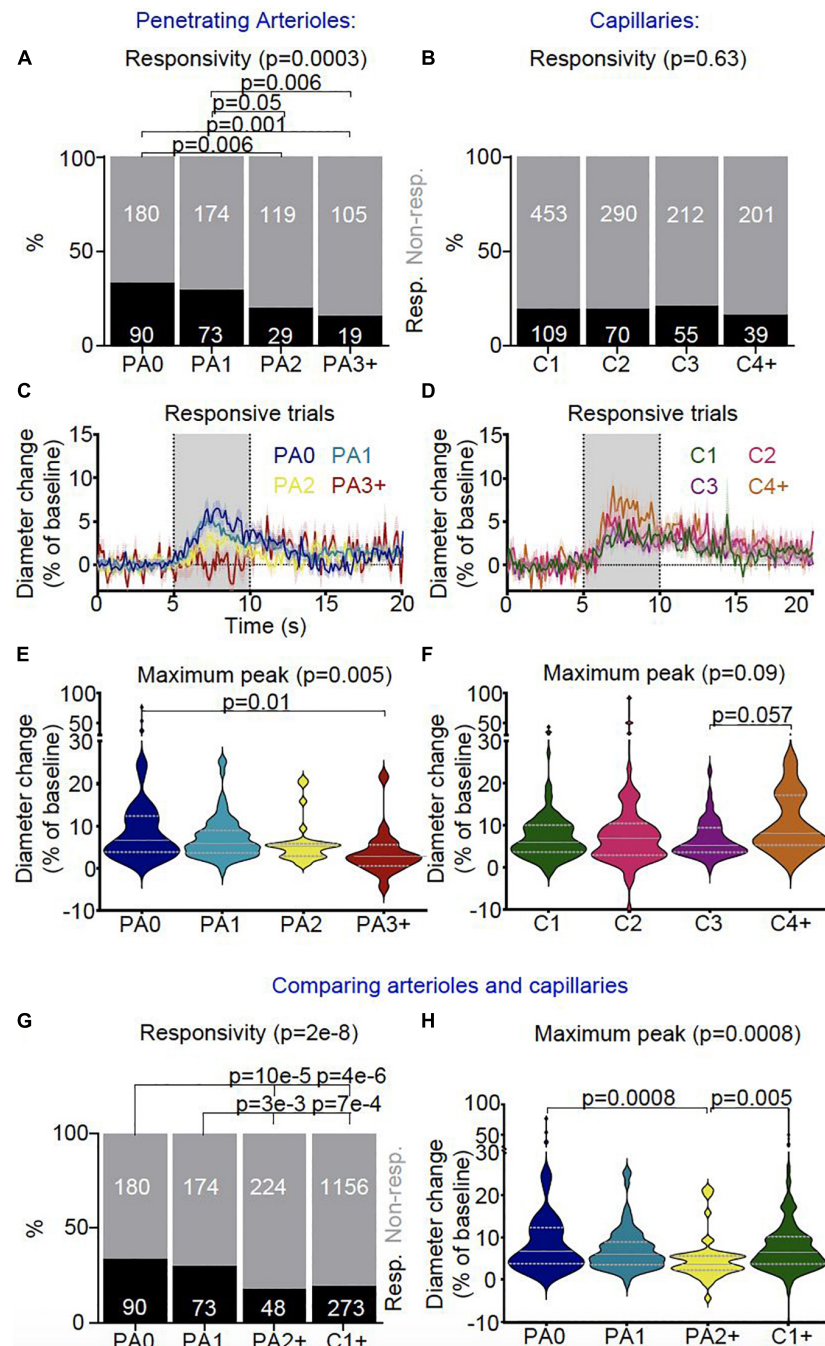 Penetrating Arterioles:
Capillaries:
A
Responsivity (p=0.0003)
p=0.006
p=0.05
p=0.001
p=0.006
100
50
0
%
180
174
119
105
90
73
29
19
PA0
PA1
PA2
PA3+
Resp. Non-resp.
B
Responsivity (p=0.63)
100
50
0
%
453
290
212
201
109
70
55
39
C1
C2
C3
C4+
C
Responsive trials
Diameter change
(% of baseline)
15
10
5
0
PA0
PA1
PA2
PA3+
0
5
10
15
20
Time (s)
D
Responsive trials
Diameter change
(% of baseline)
15
10
5
0
C1
C2
C3
C4+
0
5
10
15
20
E
Maximum peak (p=0.005)
p=0.01
Diameter change
(% of baseline)
100
50
30
20
10
0
-10
PA0
PA1
PA2
PA3+
F
Maximum peak (p=0.09)
p=0.057
Diameter change
(% of baseline)
100
50
30
20
10
0
-10
C1
C2
C3
C4+
Comparing arterioles and capillaries
G
Responsivity (p=2e-8)
p=10e-5 p=4e-6
p=3e-3 p=7e-4
100
50
0
%
180
174
224
1156
90
73
48
273
PA0
PA1
PA2+
C1+
Resp. Non-resp.
H
Maximum peak (p=0.0008)
p=0.0008
p=0.005
Diameter change
(% of baseline)
100
50
30
20
10
0
-10
PA0
PA1
PA2+
C1+